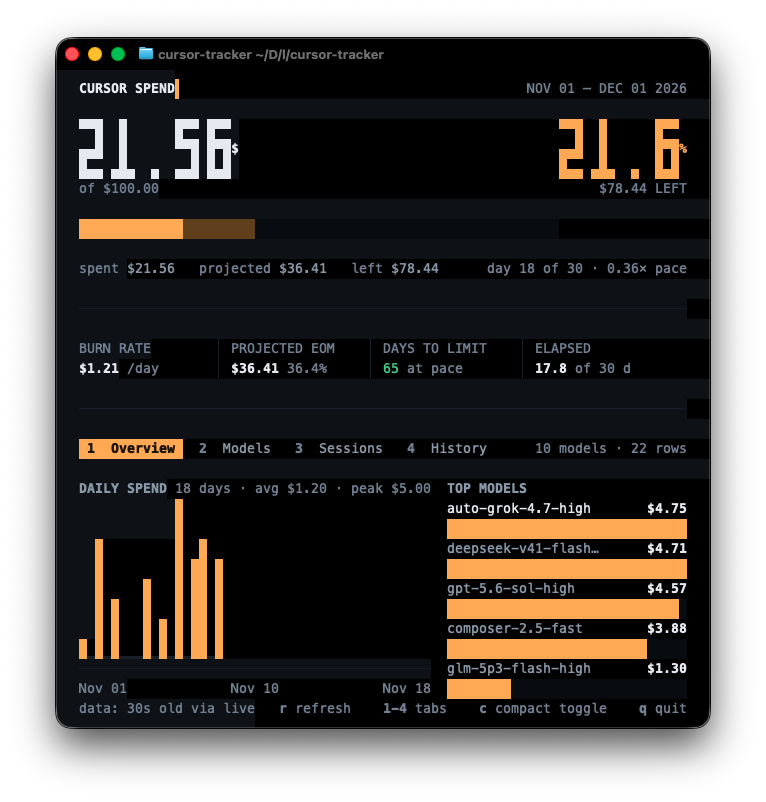 cursor-tracker ~/D/I/cursor-tracker
CURSOR SPEND NOV 01 — DEC 01 2026
21.56$ 21.6%
of $100.00 $78.44 LEFT
spent $21.56 projected $36.41 left $78.44 day 18 of 30 · 0.36× pace
BURN RATE PROJECTED EOM DAYS TO LIMIT ELAPSED
$1.21 /day $36.41 36.4% 65 at pace 17.8 of 30 d
1 Overview 2 Models 3 Sessions 4 History 10 models · 22 rows
DAILY SPEND 18 days · avg $1.20 · peak $5.00
Nov 01 Nov 10 Nov 18
TOP MODELS
auto-grok-4.7-high $4.75
deepseek-v41-flash… $4.71
gpt-5.6-sol-high $4.57
composer-2.5-fast $3.88
glm-5p3-flash-high $1.30
data: 30s old via live r refresh 1-4 tabs c compact toggle q quit